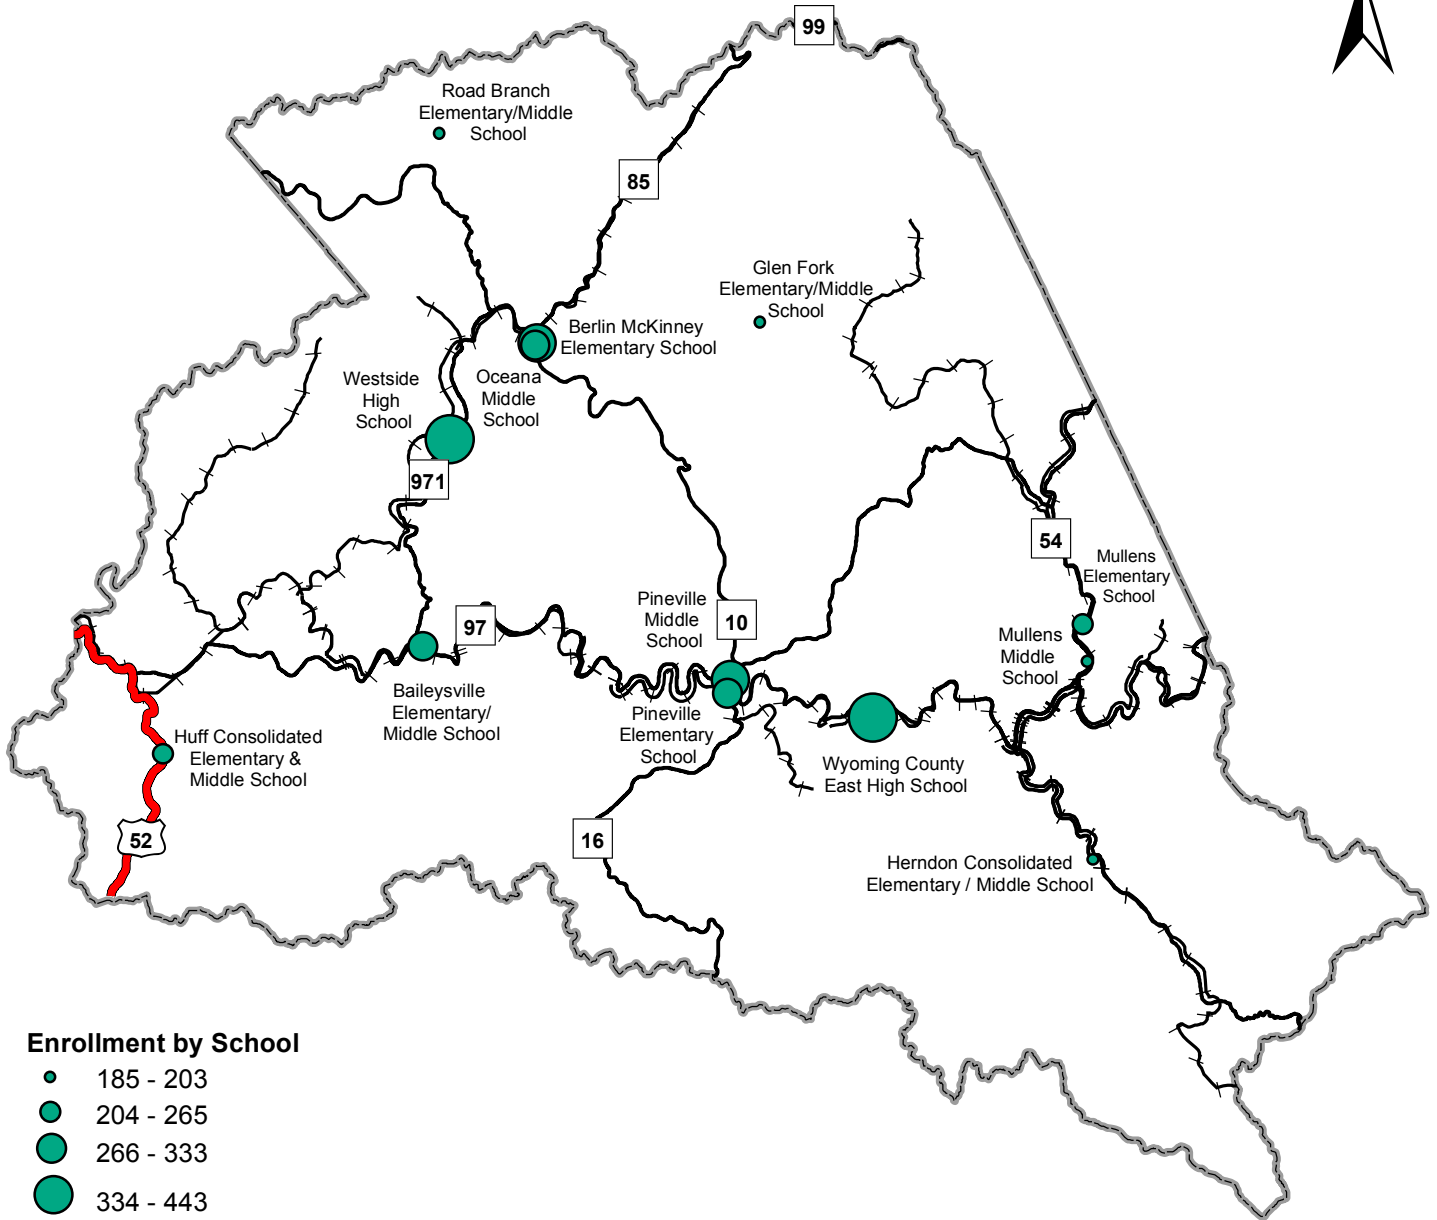 99
Road Branch
Elementary/Middle
School
85
Glen Fork
Elementary/Middle
School
Berlin McKinney
Elementary School
Westside
High
School
Oceana
Middle
School
971
54
Mullens
Elementary
School
Pineville
Middle
School
10
97
Mullens
Middle
School
Baileysville
Elementary/
Middle School
Pineville
Elementary
School
Huff Consolidated
Elementary &
Middle School
Wyoming County
East High School
52
16
Herndon Consolidated
Elementary / Middle School
Enrollment by School
185 - 203
204 - 265
266 - 333
334 - 443